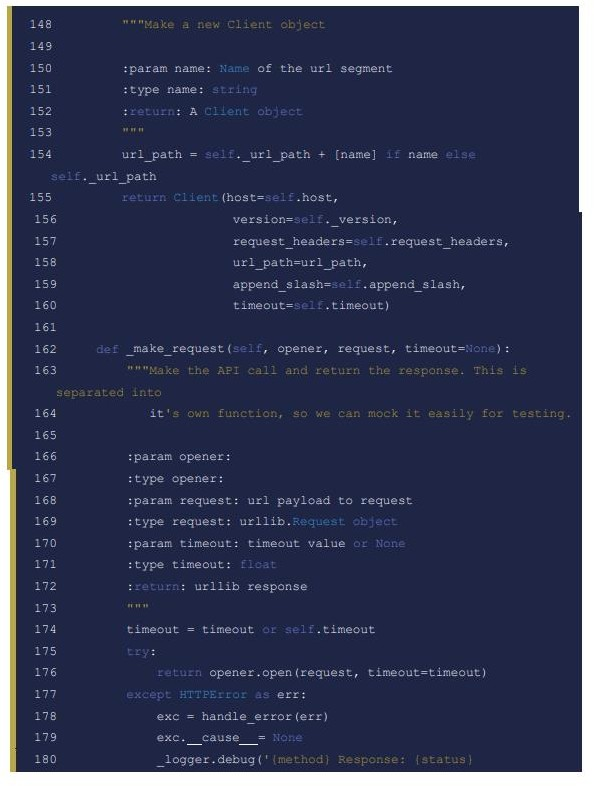 148 """Make a new Client object
149
150 :param name: Name of the url segment
151 :type name: string
152 :return: A Client object
153 """
154 url_path = self._url_path + [name] if name else
self._url_path
155 return Client(host=self.host,
156 version=self._version,
157 request_headers=self.request_headers,
158 url_path=url_path,
159 append_slash=self.append_slash,
160 timeout=self.timeout)
161
162 def _make_request(self, opener, request, timeout=None):
163 """Make the API call and return the response. This is
separated into
164 it's own function, so we can mock it easily for testing.
165
166 :param opener:
167 :type opener:
168 :param request: url payload to request
169 :type request: urllib.Request object
170 :param timeout: timeout value or None
171 :type timeout: float
172 :return: urllib response
173 """
174 timeout = timeout or self.timeout
175 try:
176 return opener.open(request, timeout=timeout)
177 except HTTPError as err:
178 exc = handle_error(err)
179 exc.__cause__ = None
180 _logger.debug('{method} Response: {status}